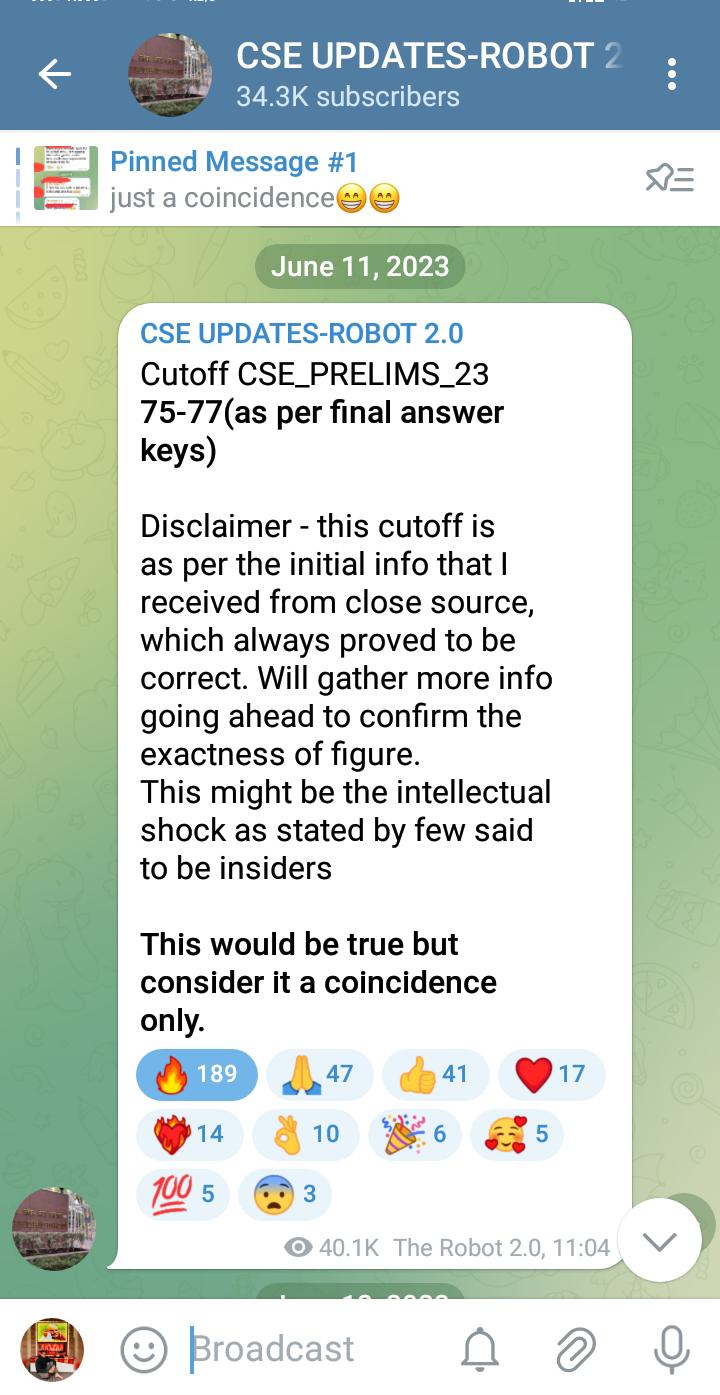 CSE UPDATES-ROBOT 2
34.3K subscribers
Pinned Message #1
just a coincidence😁😁
June 11, 2023
CSE UPDATES-ROBOT 2.0
Cutoff CSE_PRELIMS_23
75-77(as per final answer
keys)
Disclaimer - this cutoff is
as per the initial info that I
received from close source,
which always proved to be
correct. Will gather more info
going ahead to confirm the
exactness of figure.
This might be the intellectual
shock as stated by few said
to be insiders
This would be true but
consider it a coincidence
only.
🔥 189 🙏 47 👍 41 ❤️ 17
❤️‍🔥 14 👌 10 🎉 6 🥰 5
💯 5 😨 3
40.1K The Robot 2.0, 11:04
Broadcast